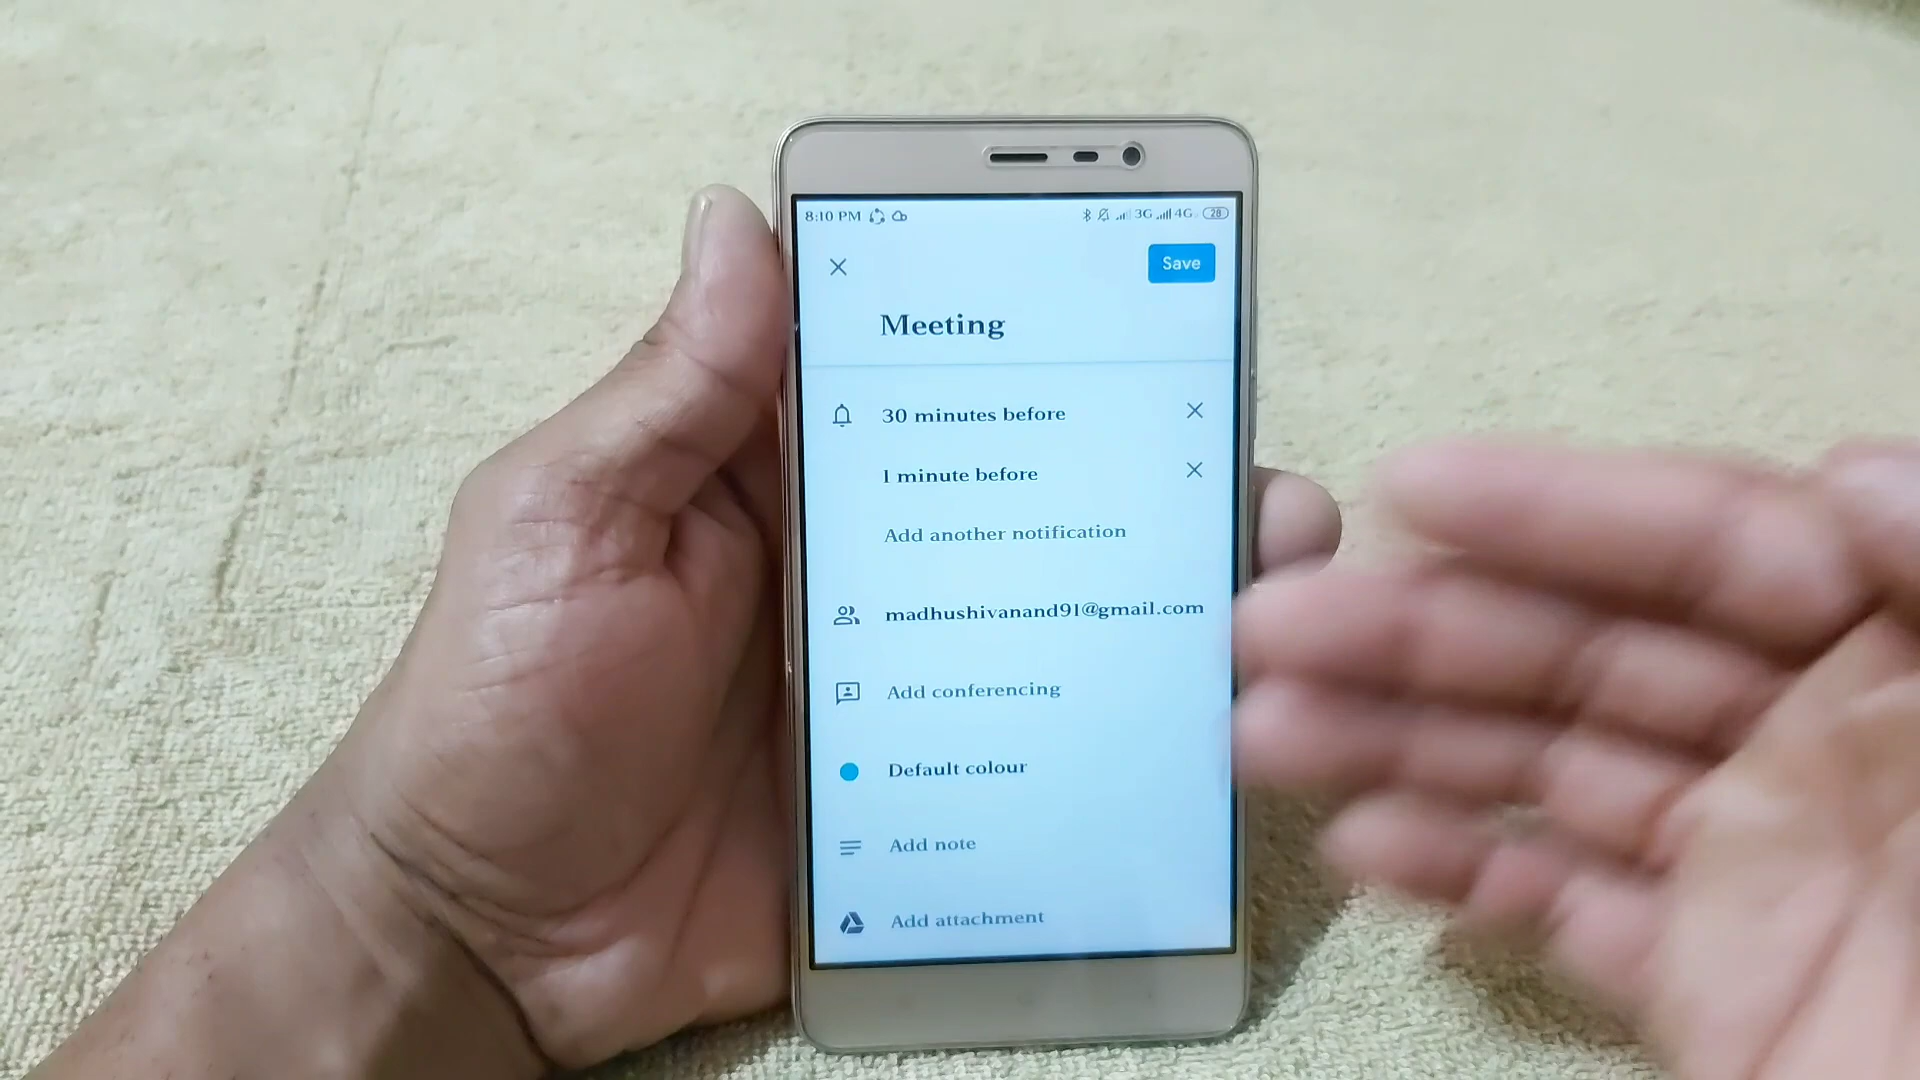 8:10 PM 3G 4G 28
Save
Meeting
30 minutes before
1 minute before
Add another notification
madhushivanand91@gmail.com
Add conferencing
Default colour
Add note
Add attachment